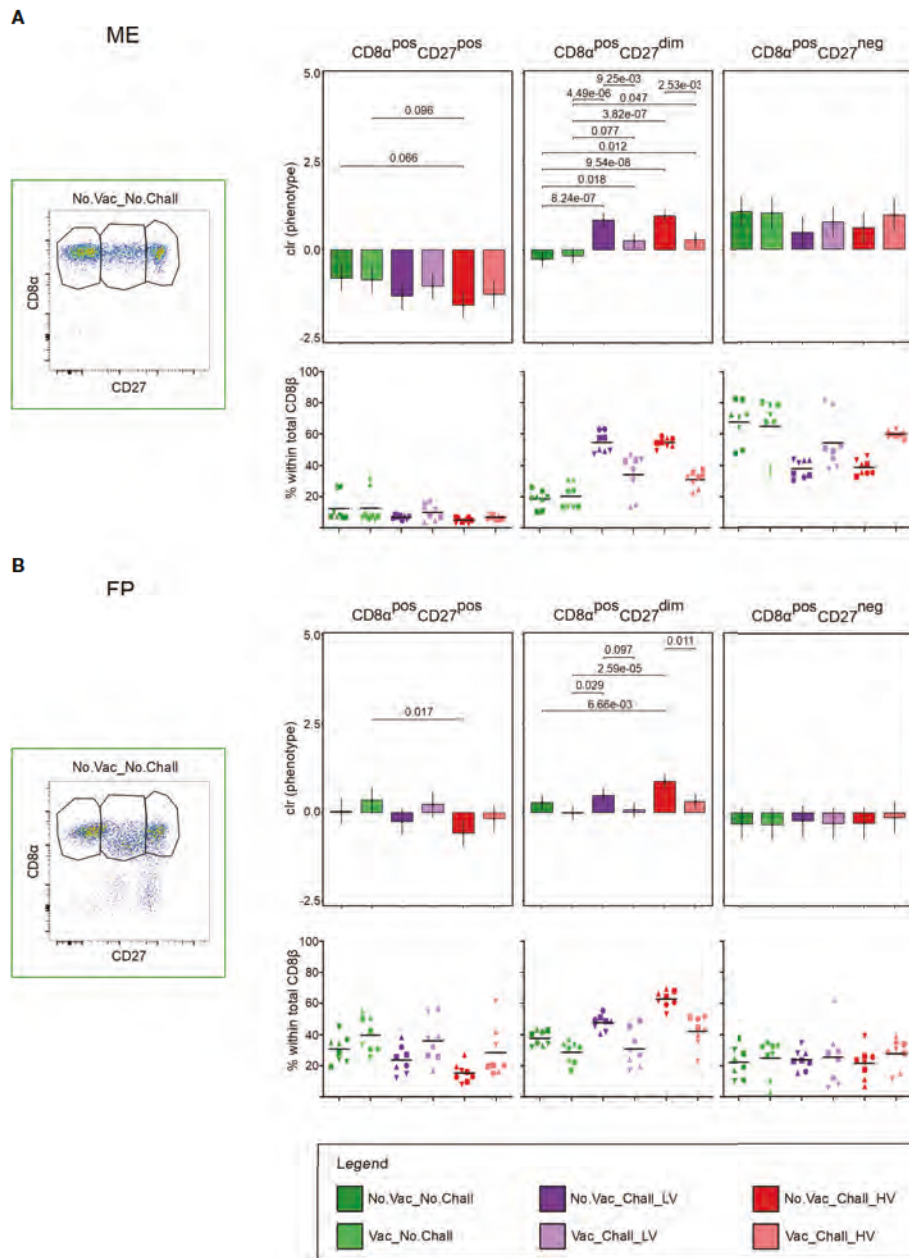 A
ME
CD8α^pos CD27^pos
CD8α^pos CD27^dim
CD8α^pos CD27^neg
No.Vac_No.Chall
CD8α
CD27
clr (phenotype)
5.0
2.5
0.0
-2.5
0.096
0.066
9.25e-03
2.53e-03
4.49e-06
0.047
3.82e-07
0.077
0.012
9.54e-08
0.018
8.24e-07
% within total CD8β
100
80
60
40
20
B
FP
CD8α^pos CD27^pos
CD8α^pos CD27^dim
CD8α^pos CD27^neg
No.Vac_No.Chall
CD8α
CD27
clr (phenotype)
5.0
2.5
0.0
-2.5
0.017
0.011
0.097
2.59e-05
0.029
6.66e-03
% within total CD8β
100
80
60
40
20
Legend
No.Vac_No.Chall
No.Vac_Chall_LV
No.Vac_Chall_HV
Vac_No.Chall
Vac_Chall_LV
Vac_Chall_HV